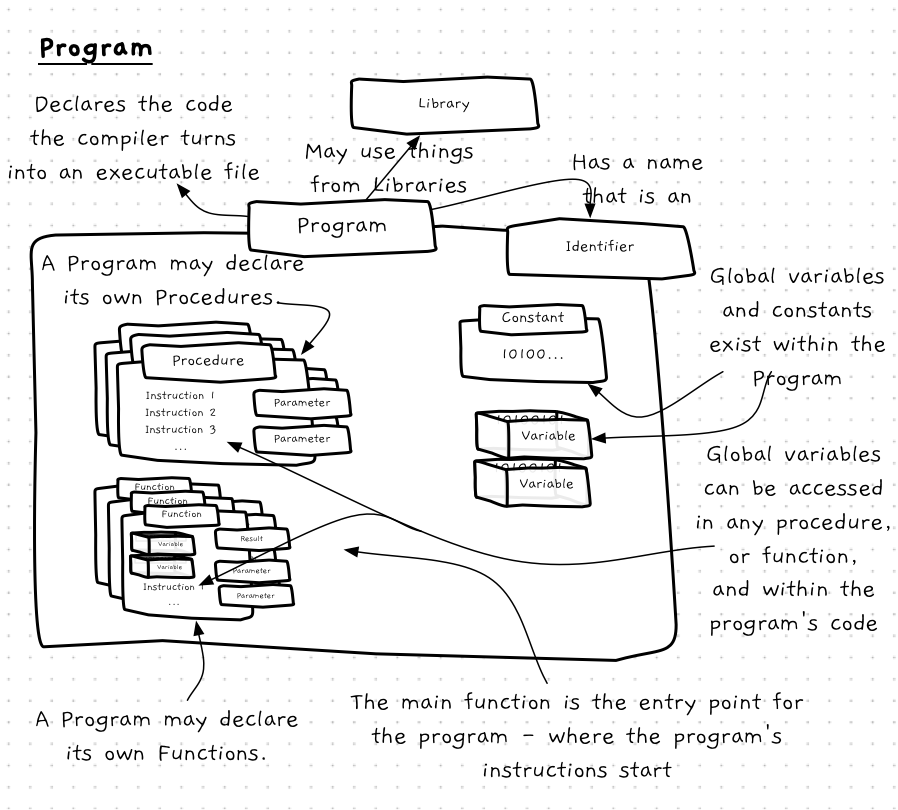 Program
Declares the code
the compiler turns
into an executable file
Library
May use things
from Libraries
Has a name
that is an
Program
Identifier
A Program may declare
its own Procedures.
Procedure
Instruction 1
Instruction 2
Instruction 3
...
Parameter
Parameter
Constant
10100...
Variable
Variable
Global variables
and constants
exist within the
Program
Global variables
can be accessed
in any procedure,
or function,
and within the
program's code
Function
Function
Function
Variable
Variable
Instruction 1
...
Result
Parameter
Parameter
A Program may declare
its own Functions.
The main function is the entry point for
the program - where the program's
instructions start